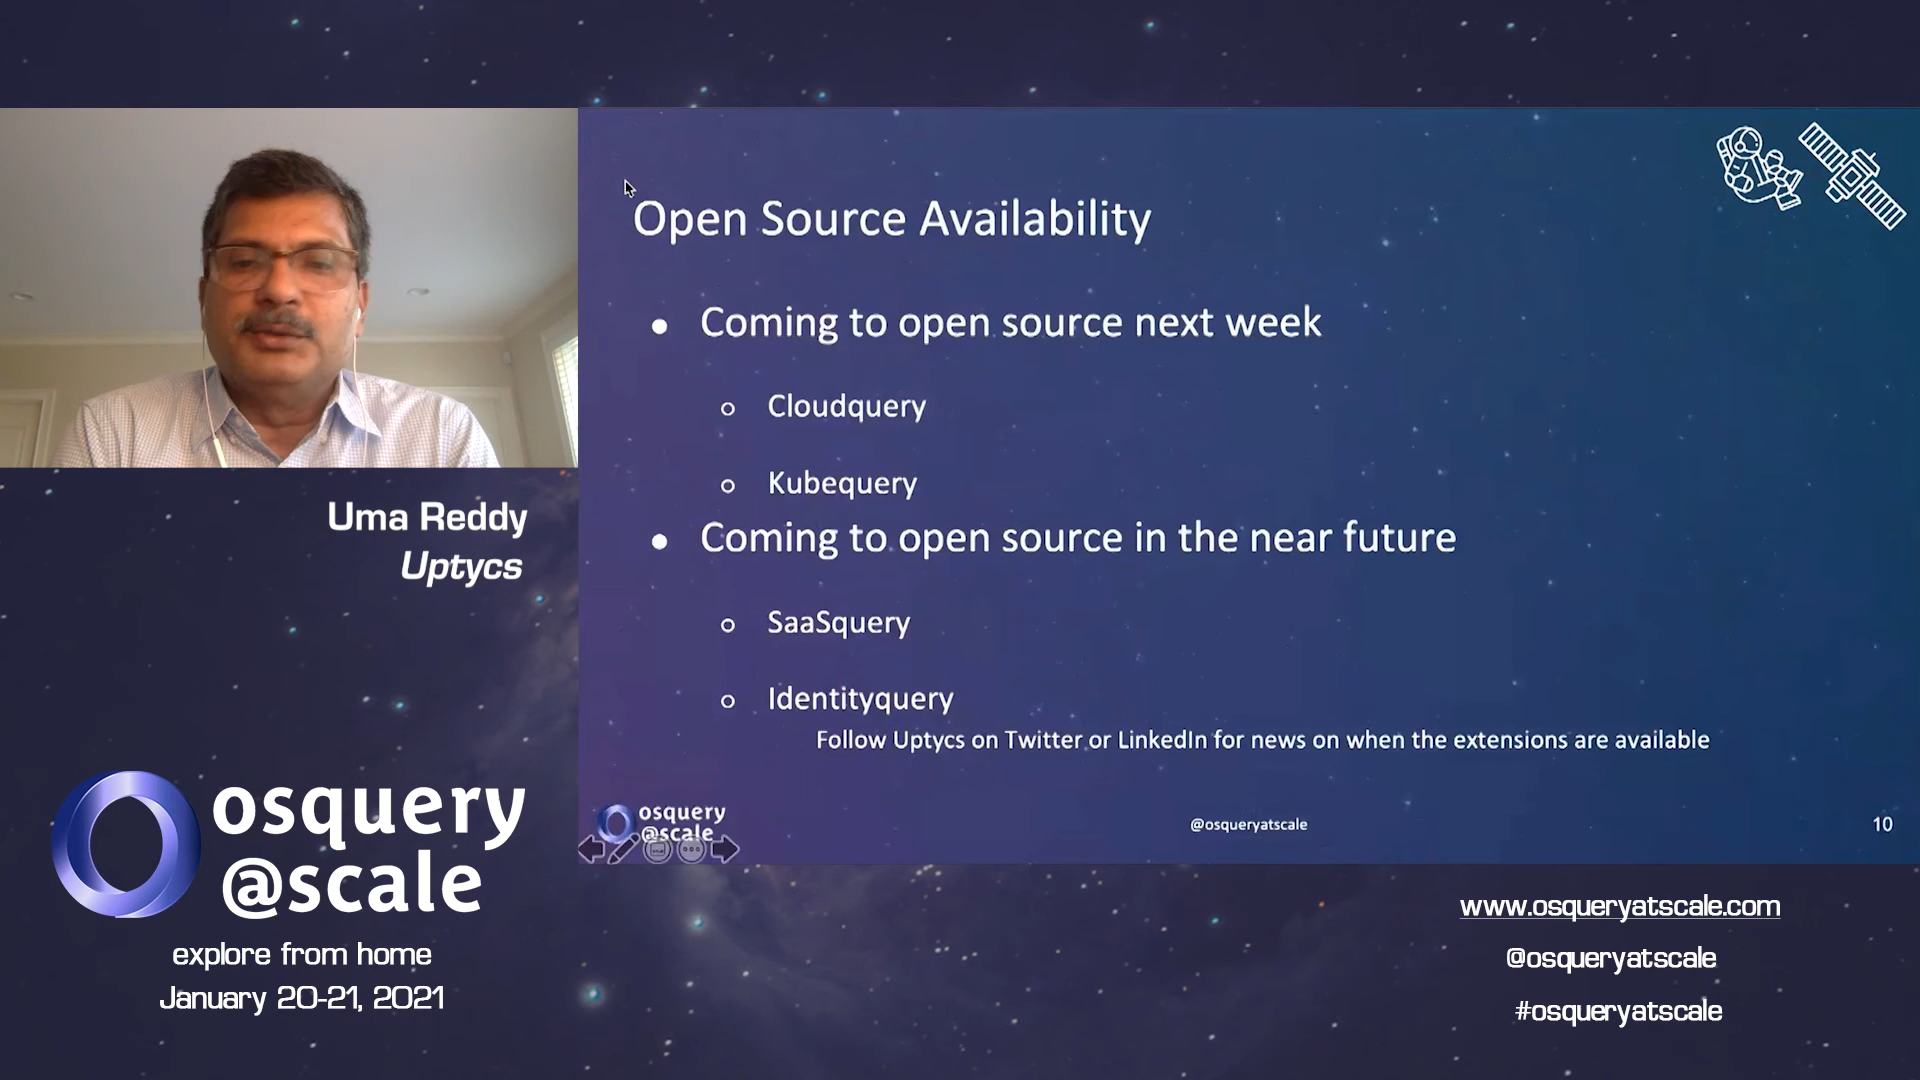 Open Source Availability
Coming to open source next week
Cloudquery
Kubequery
Coming to open source in the near future
SaaSquery
Identityquery
Follow Uptycs on Twitter or LinkedIn for news on when the extensions are available
osquery
@scale
@osqueryatscale
10
Uma Reddy
Uptycs
osquery
@scale
explore from home
January 20-21, 2021
www.osqueryatscale.com
@osqueryatscale
#osqueryatscale